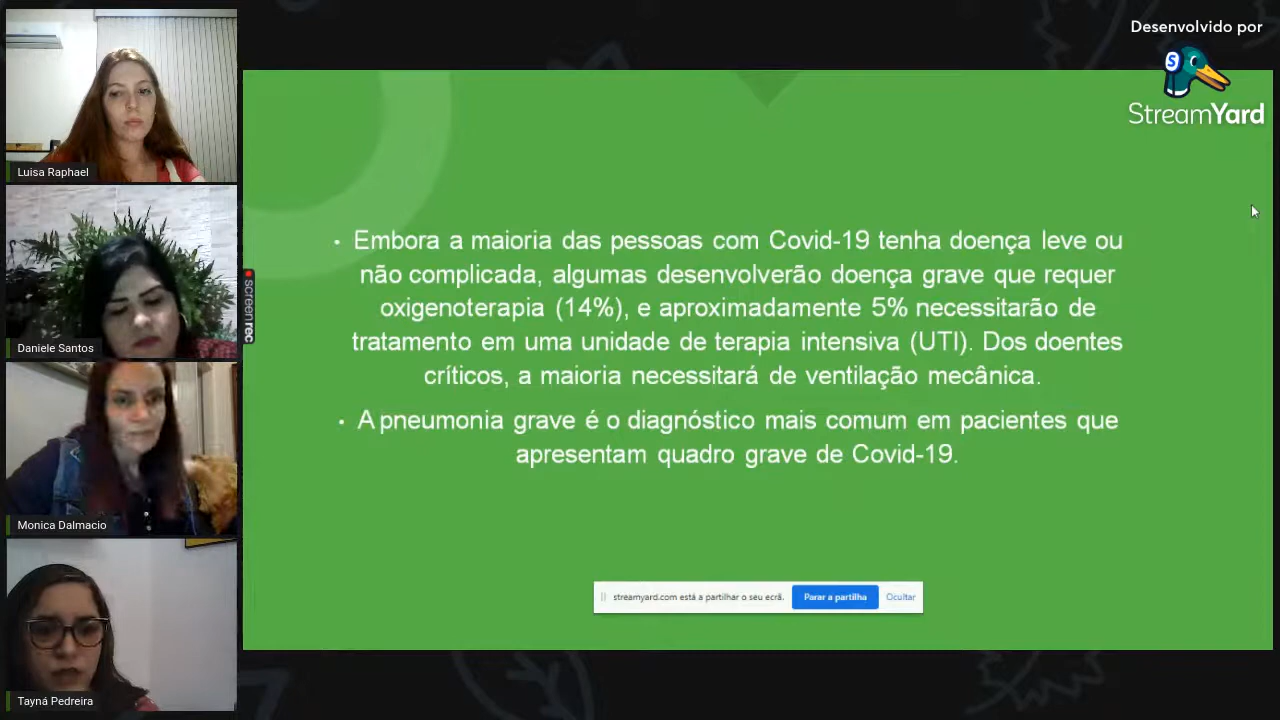 Desenvolvido por
StreamYard
Luisa Raphael
Daniele Santos
Monica Dalmacio
Tayná Pedreira
screenrec
• Embora a maioria das pessoas com Covid-19 tenha doença leve ou
não complicada, algumas desenvolverão doença grave que requer
oxigenoterapia (14%), e aproximadamente 5% necessitarão de
tratamento em uma unidade de terapia intensiva (UTI). Dos doentes
críticos, a maioria necessitará de ventilação mecânica.
• A pneumonia grave é o diagnóstico mais comum em pacientes que
apresentam quadro grave de Covid-19.
streamyard.com está a partilhar o seu ecrã. Parar a partilha Ocultar